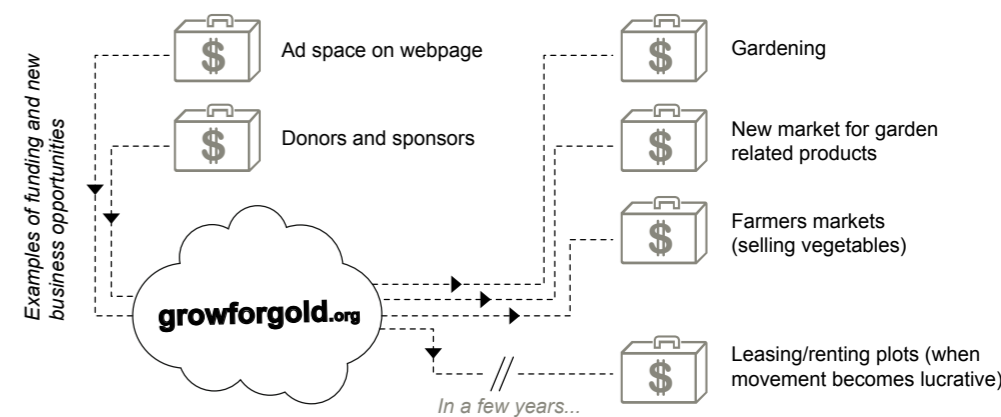 Examples of funding and new
business opportunities
$
Ad space on webpage
$
Donors and sponsors
growforgold.org
$
Gardening
$
New market for garden
related products
$
Farmers markets
(selling vegetables)
$
Leasing/renting plots (when
movement becomes lucrative)
In a few years...